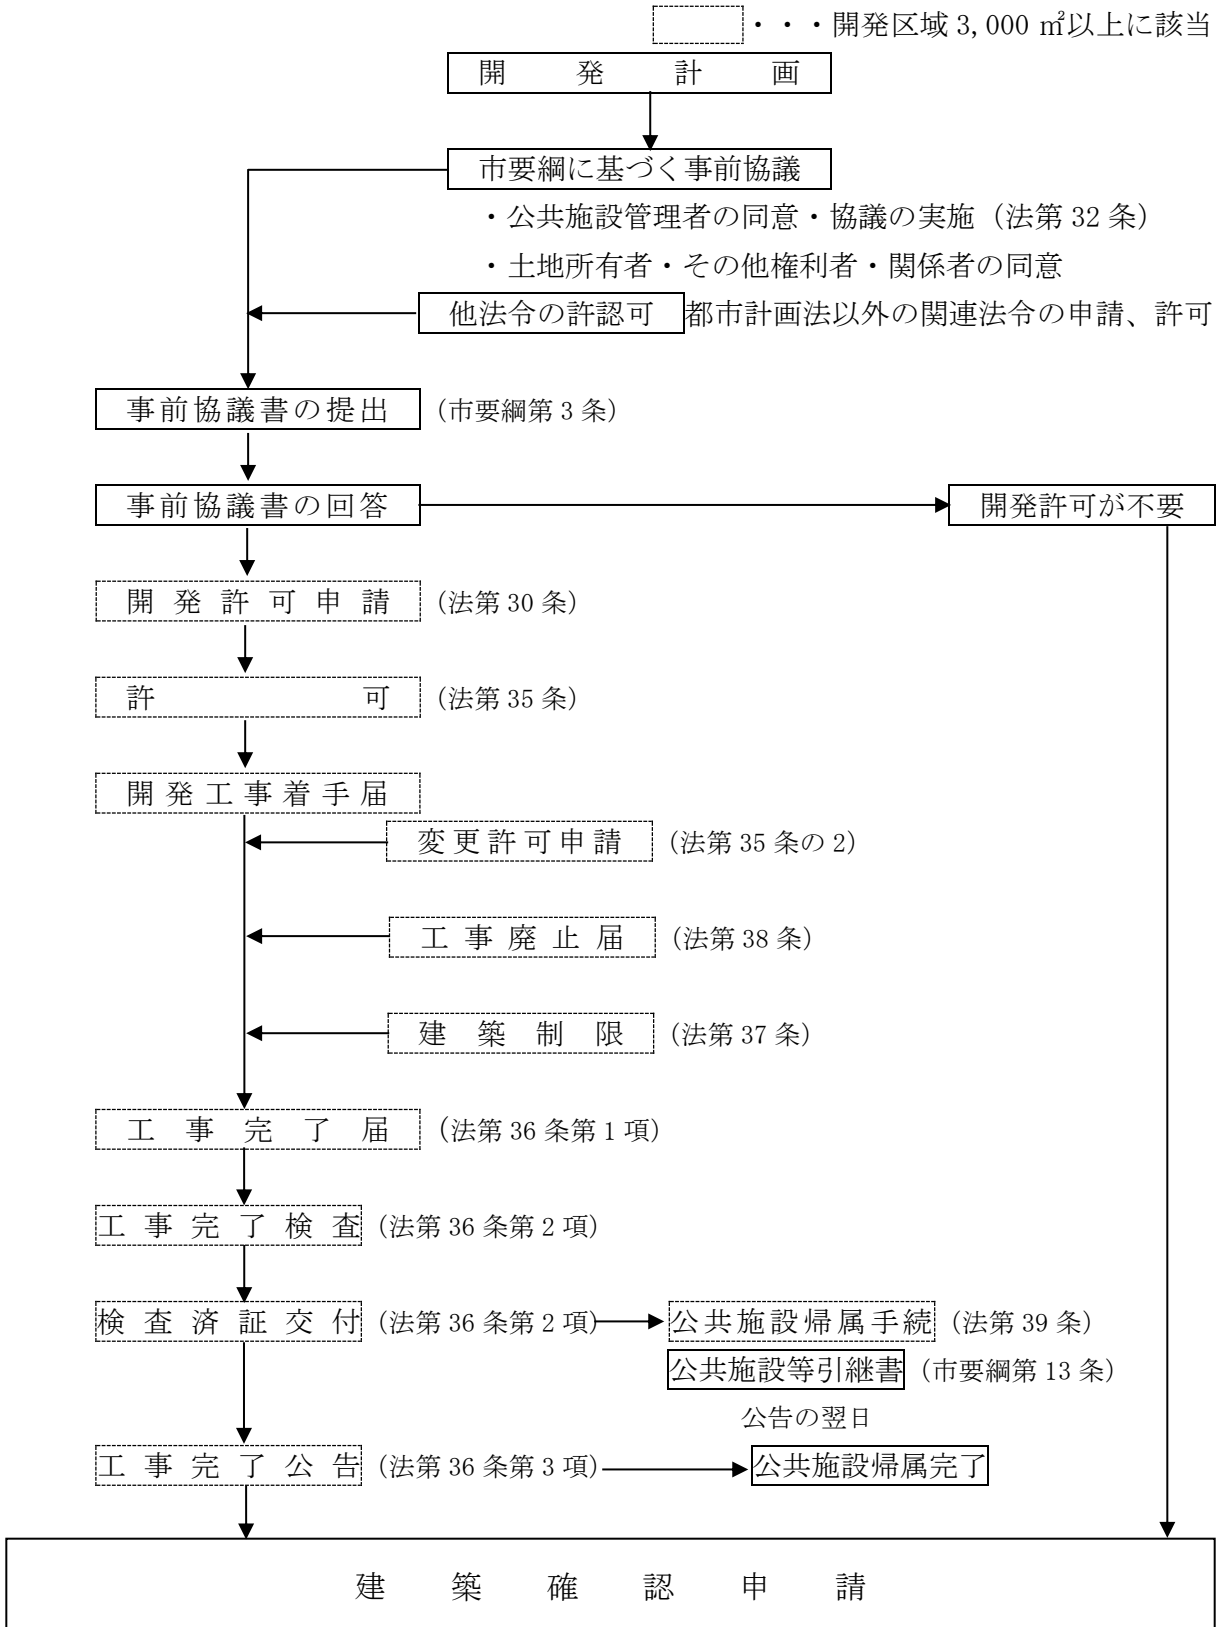 ・・・開発区域 3,000 ㎡以上に該当
開発計画
市要綱に基づく事前協議
・公共施設管理者の同意・協議の実施（法第 32 条）
・土地所有者・その他権利者・関係者の同意
他法令の許認可 都市計画法以外の関連法令の申請、許可
事前協議書の提出 （市要綱第 3 条）
事前協議書の回答 開発許可が不要
開発許可申請 （法第 30 条）
許可 （法第 35 条）
開発工事着手届
変更許可申請 （法第 35 条の 2）
工事廃止届 （法第 38 条）
建築制限 （法第 37 条）
工事完了届 （法第 36 条第 1 項）
工事完了検査 （法第 36 条第 2 項）
検査済証交付 （法第 36 条第 2 項） 公共施設帰属手続 （法第 39 条）
公共施設等引継書 （市要綱第 13 条）
公告の翌日
工事完了公告 （法第 36 条第 3 項） 公共施設帰属完了
建築確認申請